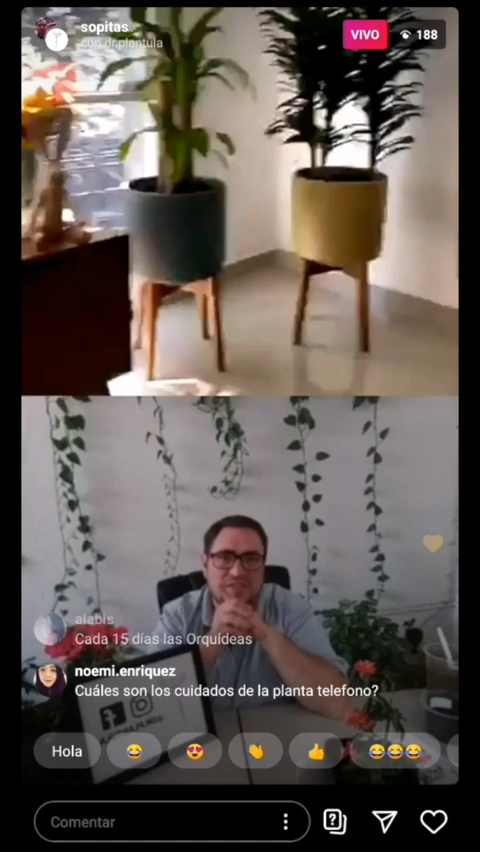 sopitas
con dr.plantula
VIVO
188
alabis
Cada 15 días las Orquídeas
noemi.enriquez
Cuáles son los cuidados de la planta telefono?
Hola
Comentar